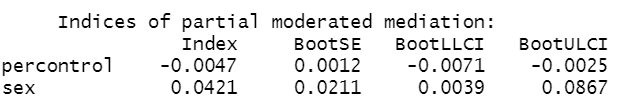 Indices of partial moderated mediation:
Index BootSE BootLLCI BootULCI
percontrol -0.0047 0.0012 -0.0071 -0.0025
sex 0.0421 0.0211 0.0039 0.0867